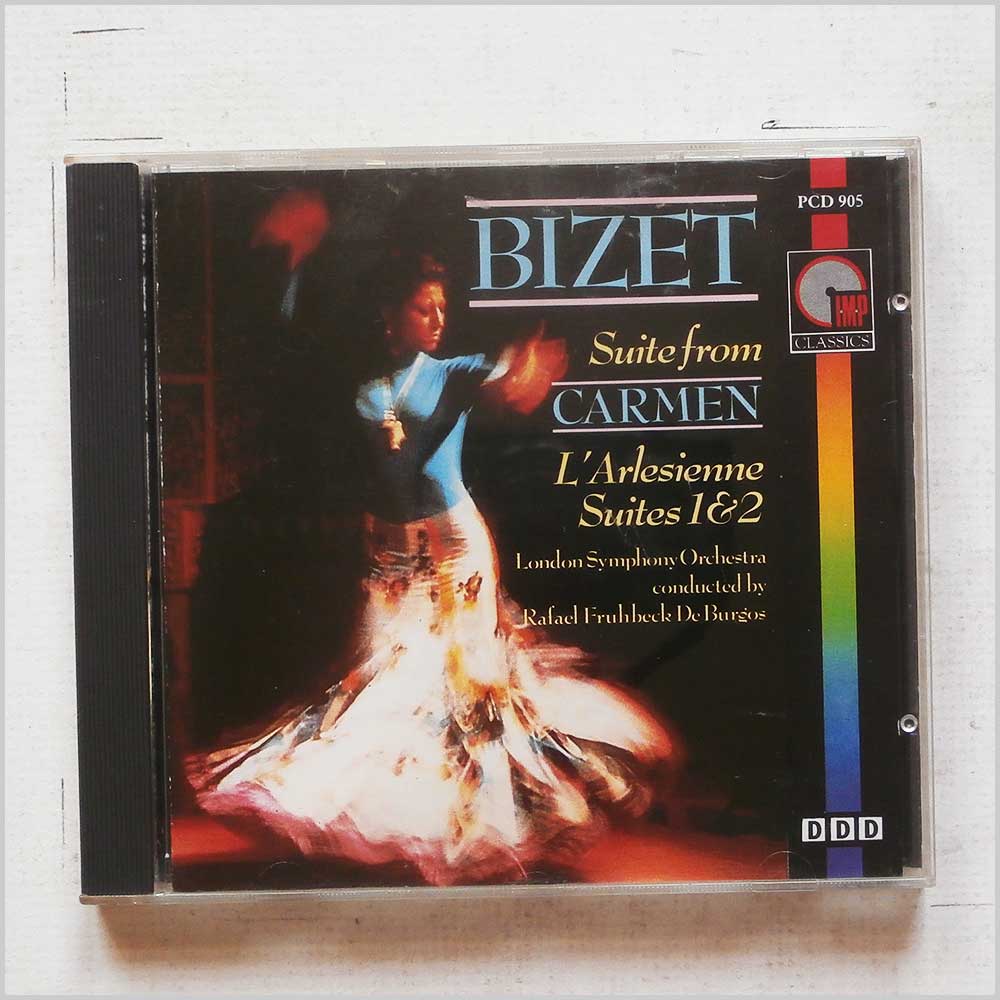 PCD 905
BIZET
IMP
CLASSICS
Suite from
CARMEN
L'Arlesienne
Suites 1&2
London Symphony Orchestra
conducted by
Rafael Fruhbeck De Burgos
DDD